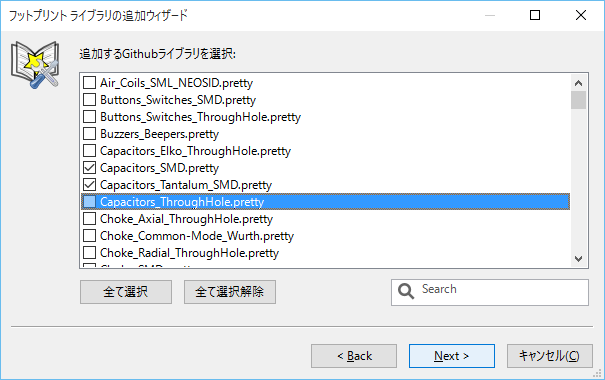 フットプリント ライブラリの追加ウィザード
追加するGithubライブラリを選択:
Air_Coils_SML_NEOSID.pretty
Buttons_Switches_SMD.pretty
Buttons_Switches_ThroughHole.pretty
Buzzers_Beepers.pretty
Capacitors_Elko_ThroughHole.pretty
Capacitors_SMD.pretty
Capacitors_Tantalum_SMD.pretty
Capacitors_ThroughHole.pretty
Choke_Axial_ThroughHole.pretty
Choke_Common-Mode_Wurth.pretty
Choke_Radial_ThroughHole.pretty
Choke_SMD.pretty
全て選択 全て選択解除 Search
< Back Next > キャンセル(C)